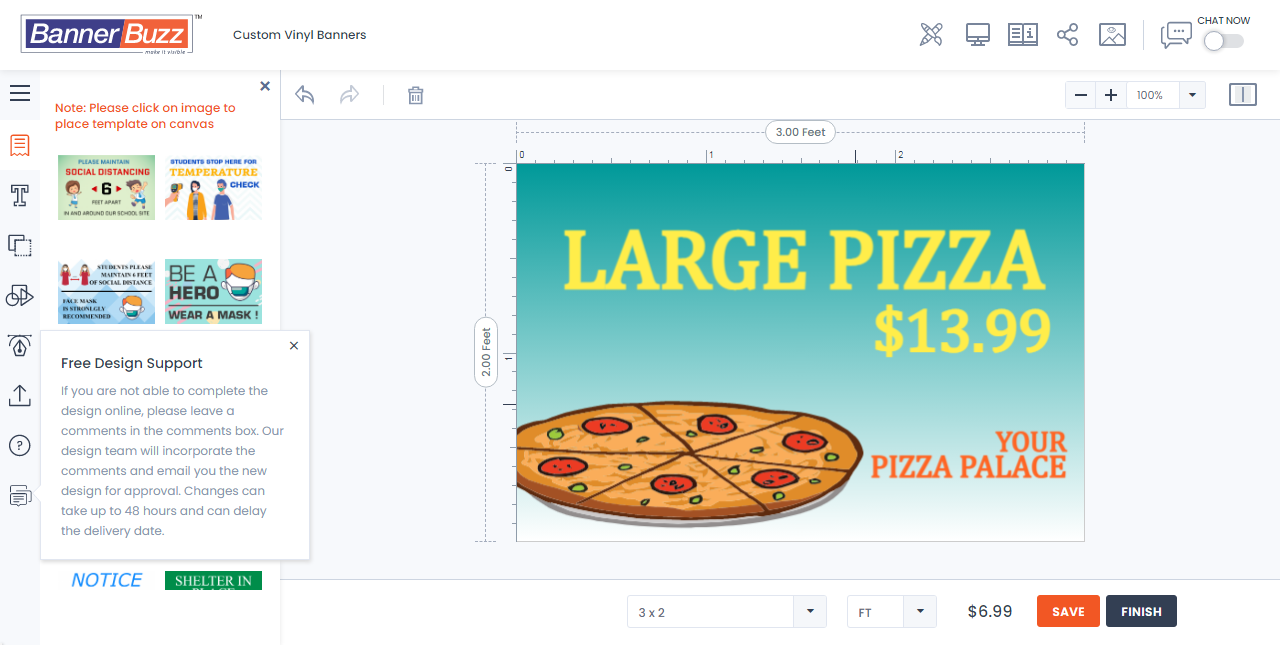 BannerBuzz™
make it visible
Custom Vinyl Banners
CHAT NOW
Note: Please click on image to
place template on canvas
100%
3.00 Feet
0 1 2
0
1
2.00 Feet
PLEASE MAINTAIN
SOCIAL DISTANCING
6
FEET APART
IN AND AROUND OUR SCHOOL SITE
STUDENTS STOP HERE FOR
TEMPERATURE
CHECK
STUDENTS PLEASE
MAINTAIN 6 FEET
OF SOCIAL DISTANCE
FACE MASK
IS STRONLGLY
RECOMMENDED
BE A
HERO
WEAR A MASK !
Free Design Support
If you are not able to complete the
design online, please leave a
comments in the comments box. Our
design team will incorporate the
comments and email you the new
design for approval. Changes can
take up to 48 hours and can delay
the delivery date.
NOTICE
SHELTER IN
PLACE
LARGE PIZZA
$13.99
YOUR
PIZZA PALACE
3 x 2
FT
$6.99
SAVE
FINISH